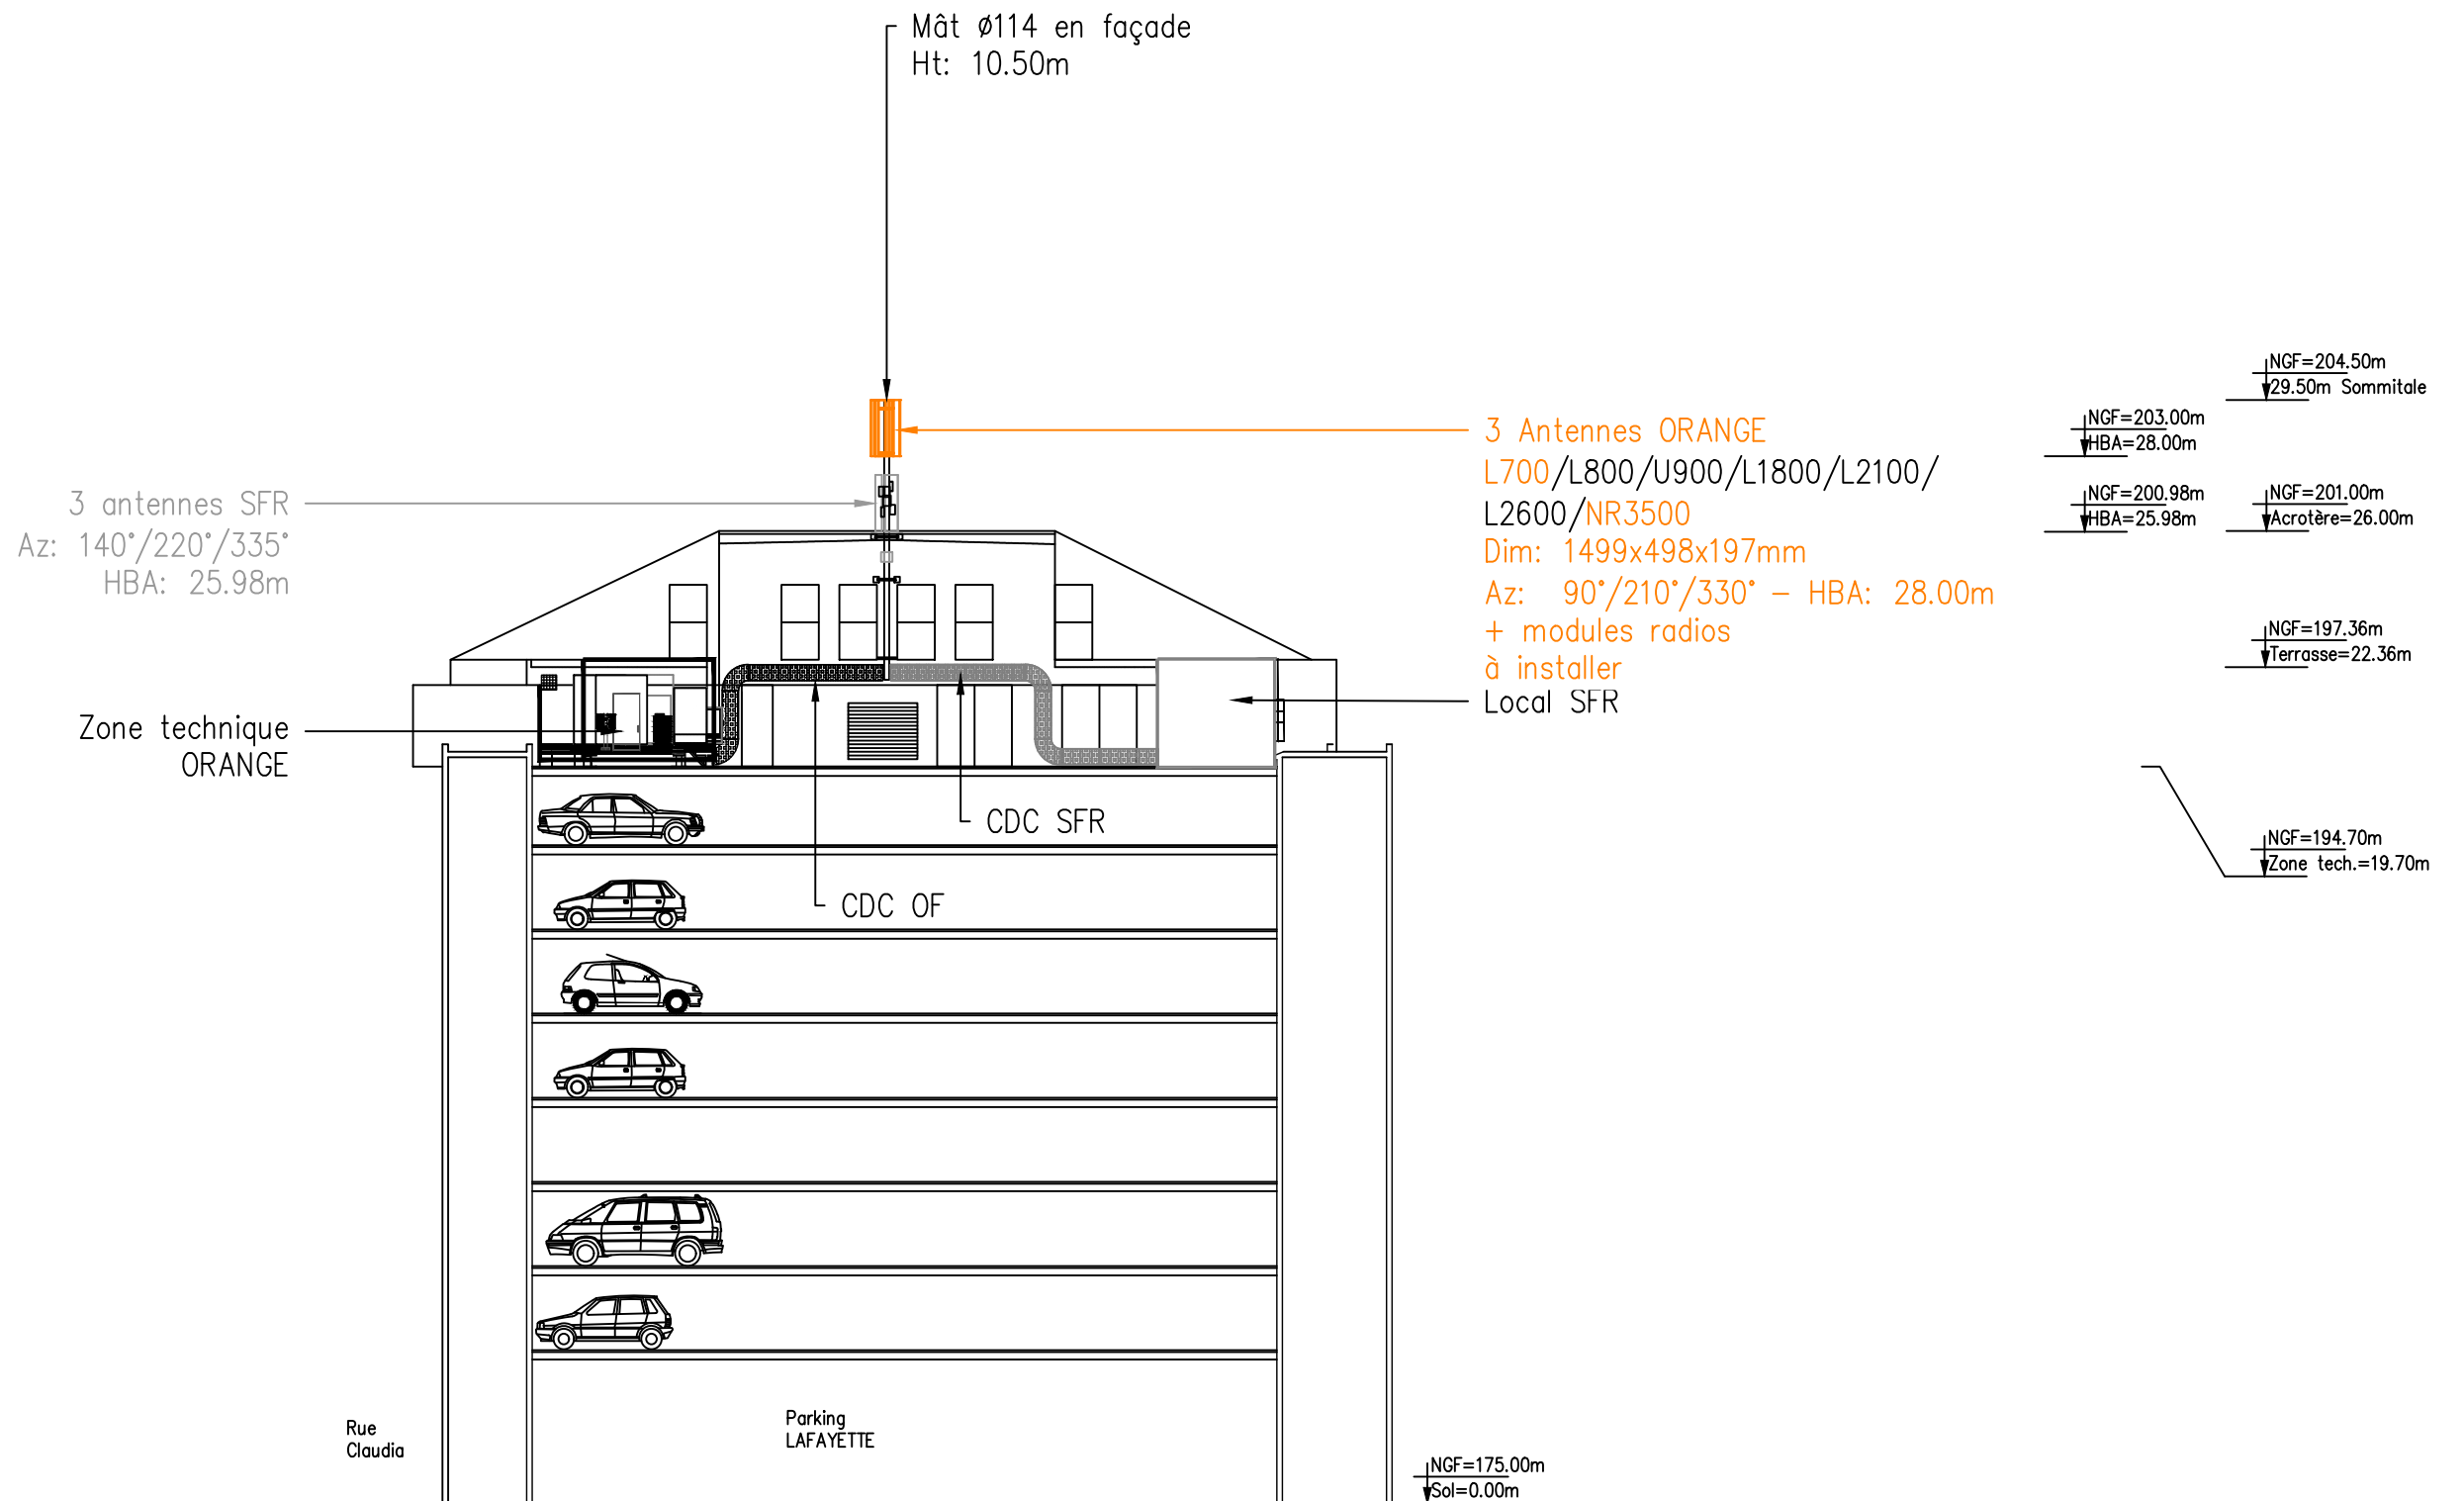 Mât Ø114 en façade
Ht: 10.50m
NGF=204.50m
29.50m Sommitale
NGF=203.00m
HBA=28.00m
NGF=200.98m
HBA=25.98m
NGF=201.00m
Acrotère=26.00m
3 antennes SFR
Az: 140°/220°/335°
HBA: 25.98m
3 Antennes ORANGE
L700/L800/U900/L1800/L2100/
L2600/NR3500
Dim: 1499x498x197mm
Az: 90°/210°/330° – HBA: 28.00m
+ modules radios
à installer
Local SFR
NGF=197.36m
Terrasse=22.36m
Zone technique
ORANGE
CDC SFR
CDC OF
NGF=194.70m
Zone tech.=19.70m
Rue
Claudia
Parking
LAFAYETTE
NGF=175.00m
Sol=0.00m